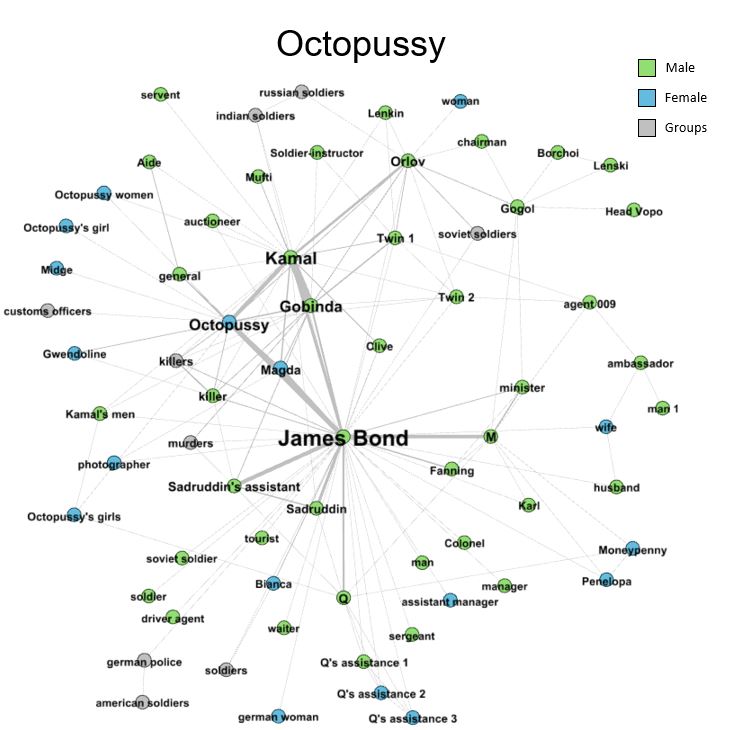 Octopussy
Male
Female
Groups
servent
russian soldiers
indian soldiers
Lenkin
woman
Soldier-instructor
Orlov
chairman
Borchoi
Lenski
Aide
Mufti
Octopussy women
Gogol
Head Vopo
Octopussy's girl
auctioneer
Twin 1
soviet soldiers
Kamal
Midge
general
customs officers
Gobinda
Twin 2
agent 009
Octopussy
Gwendoline
killers
Magda
Clive
ambassador
killer
minister
Kamal's men
man 1
murders
James Bond
M
wife
photographer
Fanning
Sadruddin's assistant
husband
Octopussy's girls
Sadruddin
Karl
tourist
Colonel
Moneypenny
soviet soldier
man
Bianca
Penelopa
soldier
Q
assistant manager
manager
driver agent
waiter
sergeant
german police
soldiers
Q's assistance 1
american soldiers
Q's assistance 2
german woman
Q's assistance 3